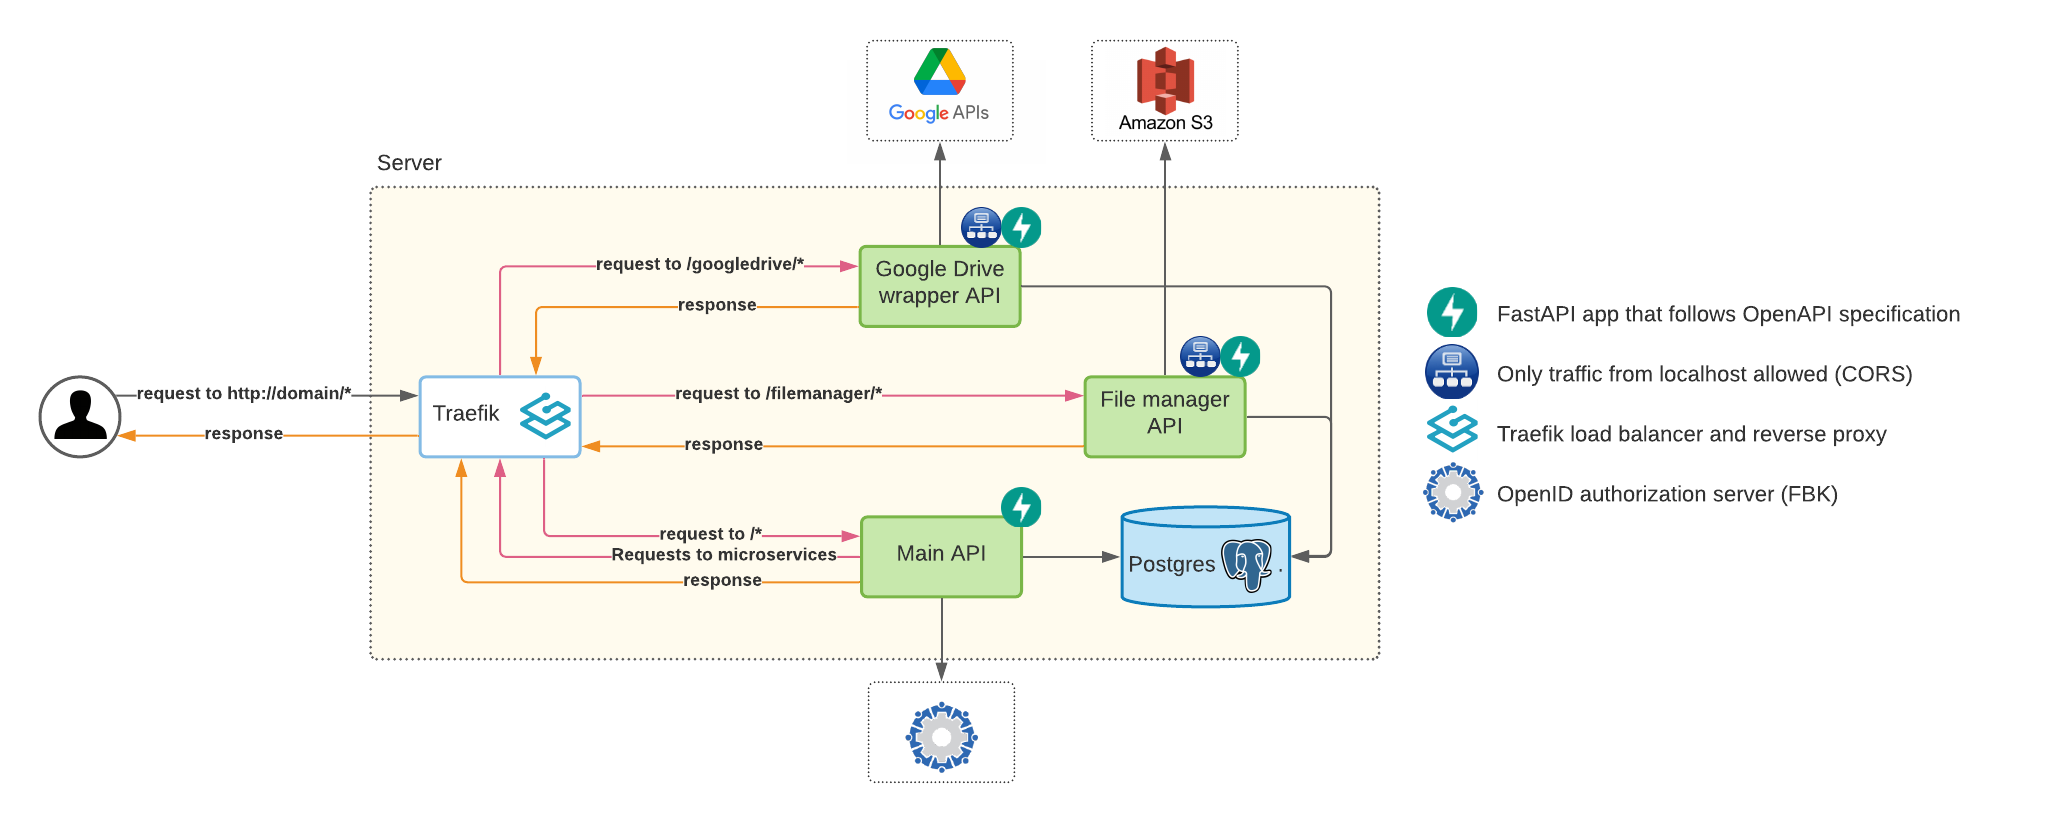 Google APIs
Amazon S3
Server
request to /googledrive/*
Google Drive
wrapper API
response
request to http://domain/*
response
Traefik
request to /filemanager/*
File manager
API
response
request to /*
Requests to microservices
response
Main API
Postgres .
FastAPI app that follows OpenAPI specification
Only traffic from localhost allowed (CORS)
Traefik load balancer and reverse proxy
OpenID authorization server (FBK)